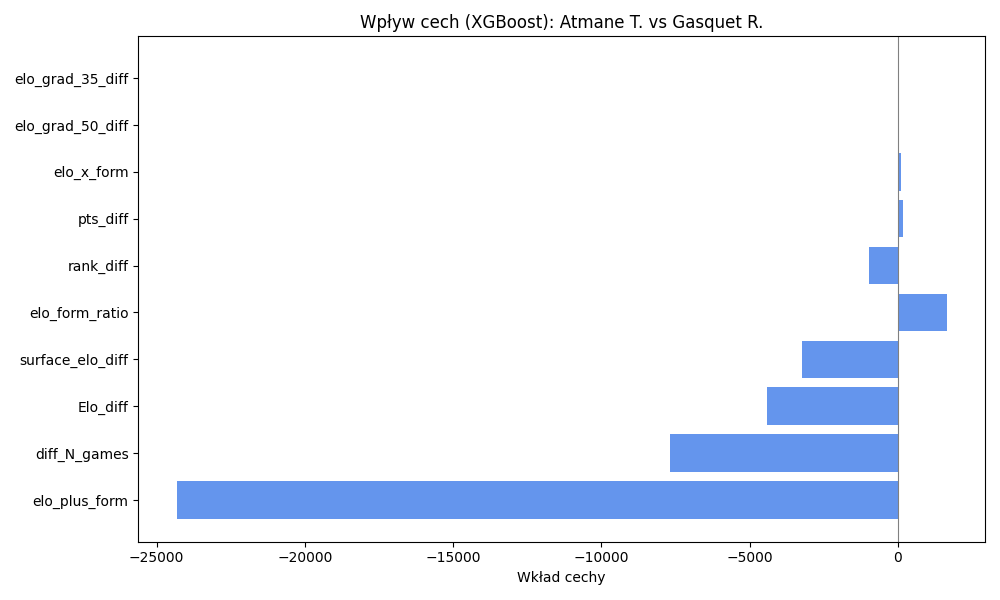 Wpływ cech (XGBoost): Atmane T. vs Gasquet R.
elo_grad_35_diff
elo_grad_50_diff
elo_x_form
pts_diff
rank_diff
elo_form_ratio
surface_elo_diff
Elo_diff
diff_N_games
elo_plus_form
−25000 −20000 −15000 −10000 −5000 0
Wkład cechy